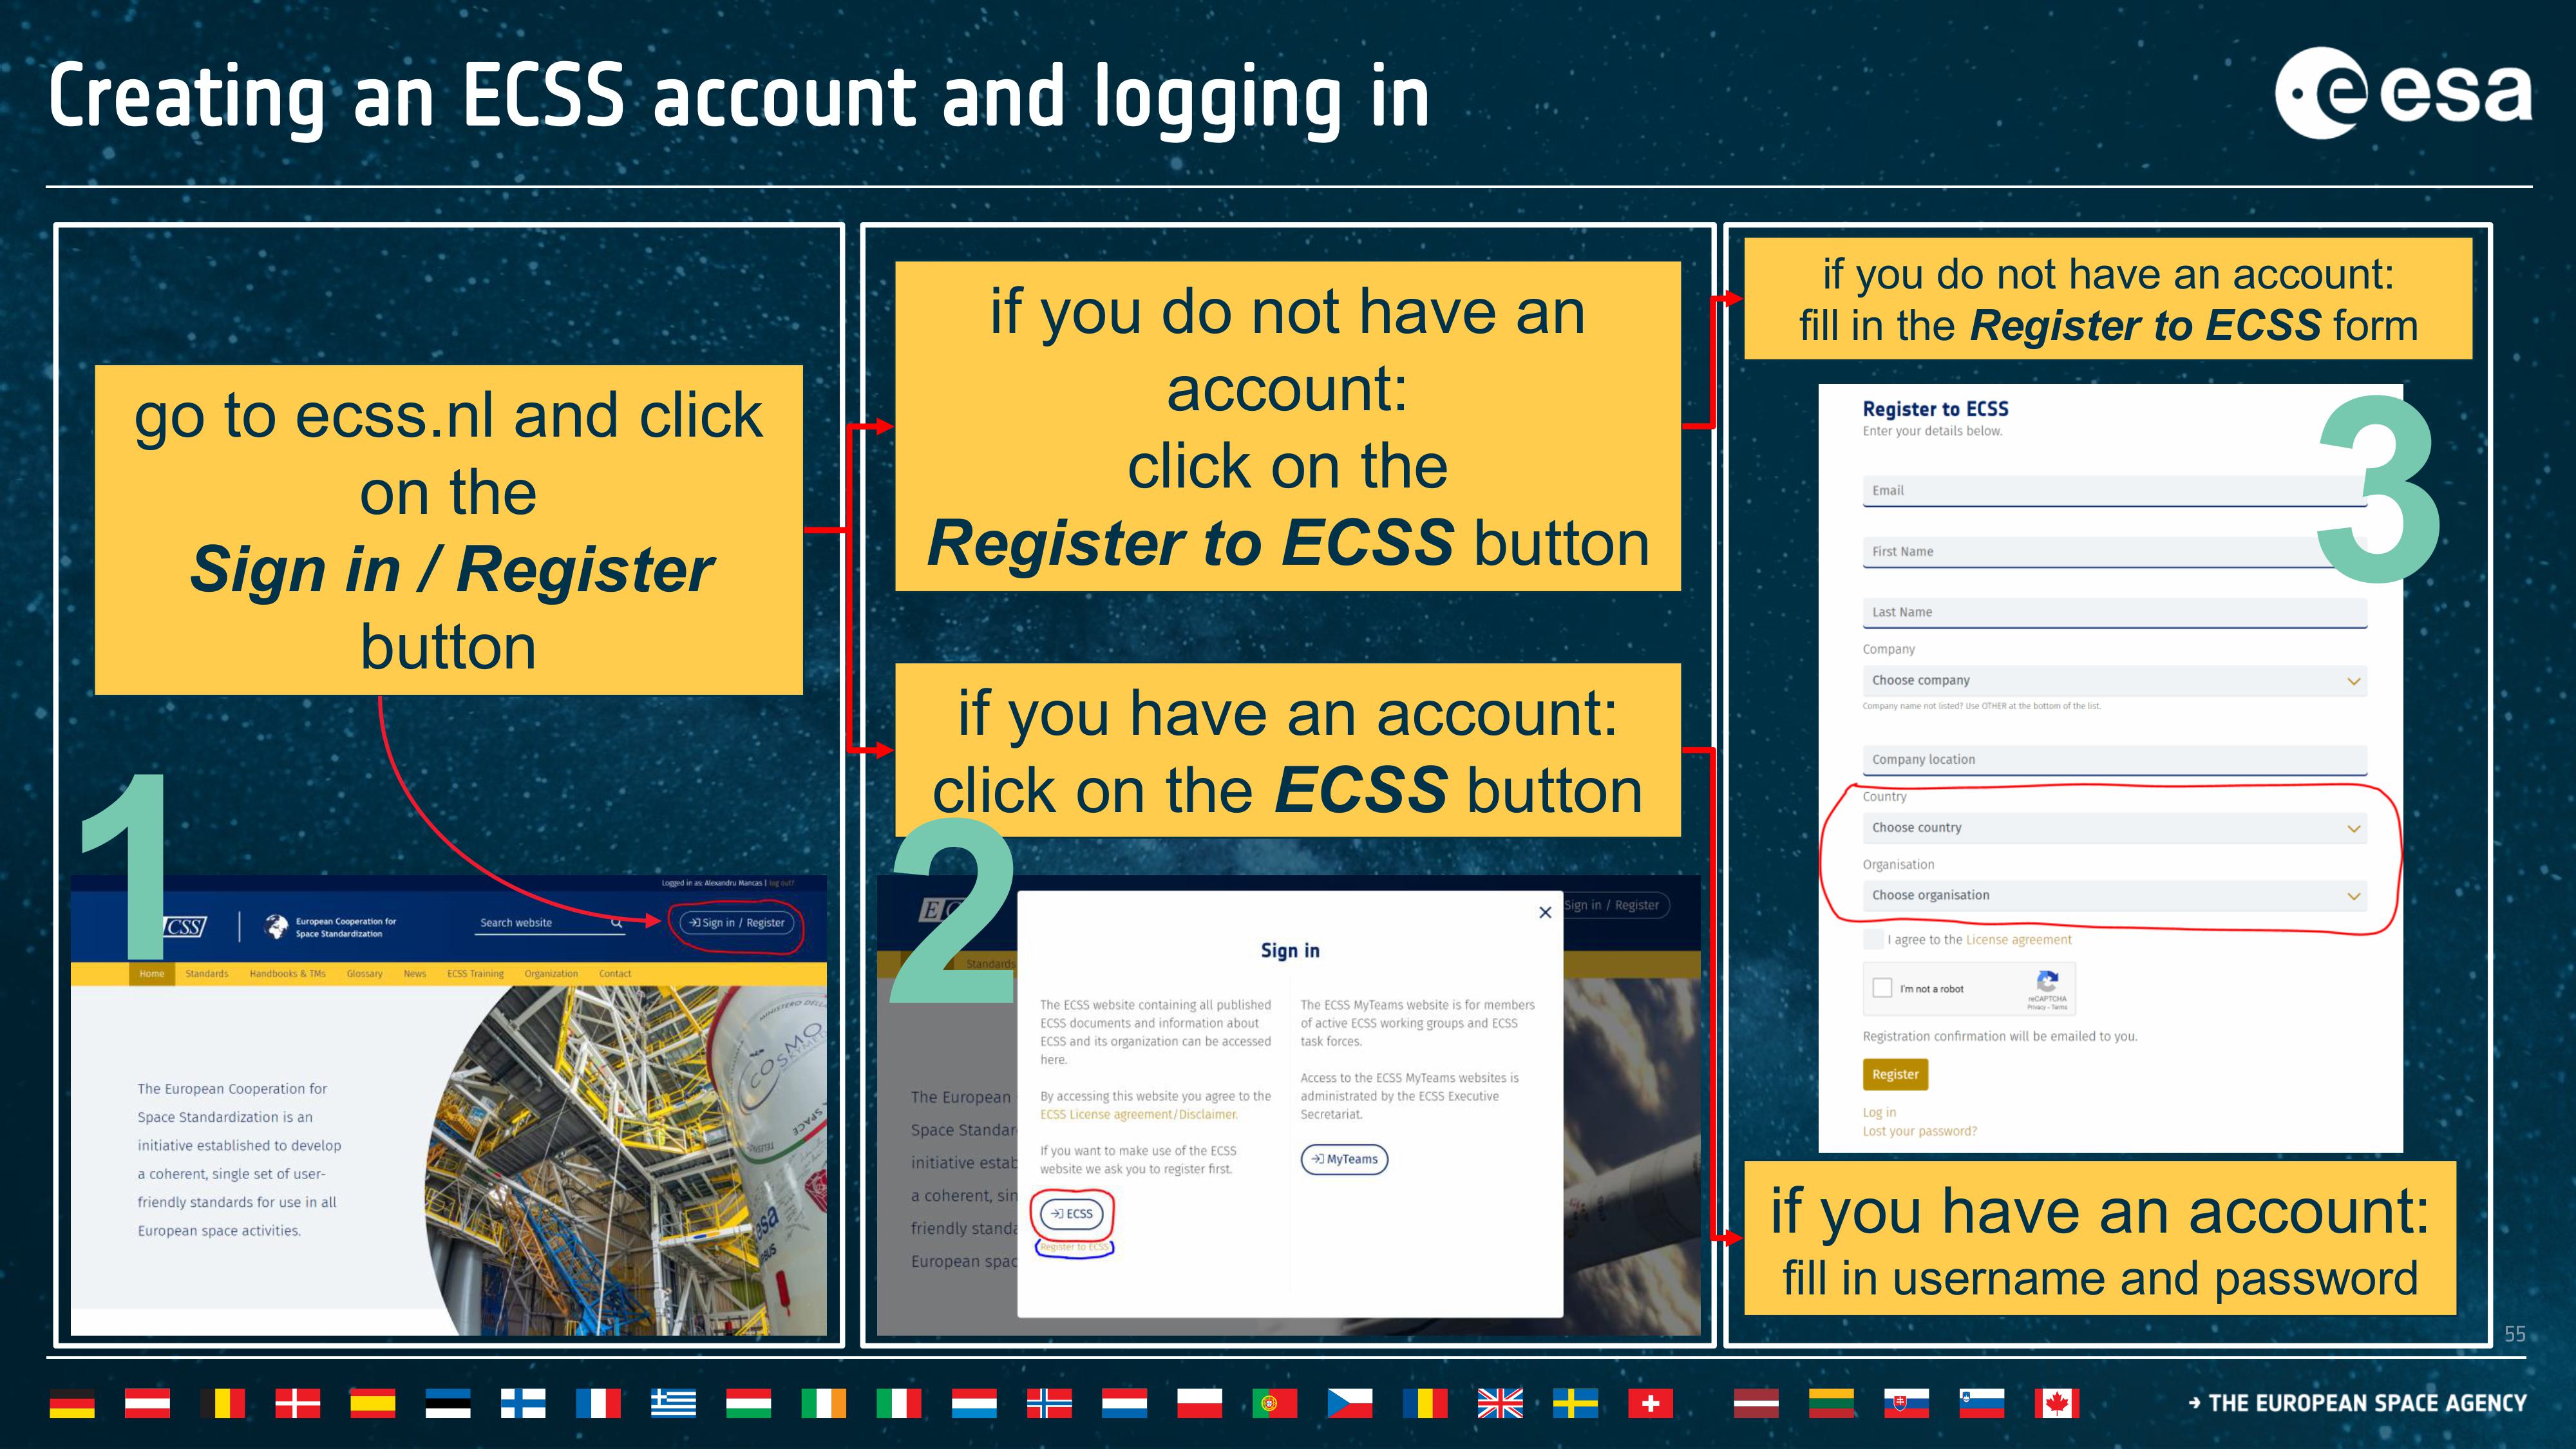 Creating an ECSS account and logging in
esa
go to ecss.nl and click
on the
Sign in / Register
button
1
Logged in as: Alexandru Mancas | log out?
CSS
European Cooperation for
Space Standardization
Search website
Sign in / Register
Home Standards Handbooks & TMs Glossary News ECSS Training Organization Contact
The European Cooperation for
Space Standardization is an
initiative established to develop
a coherent, single set of user-
friendly standards for use in all
European space activities.
MINISTERO
COSMO
SKYMED
esa
if you do not have an
account:
click on the
Register to ECSS button
if you have an account:
click on the ECSS button
2
Sign in / Register
Standards
The European
Space Standar
initiative estab
a coherent, sin
friendly standa
European spac
Sign in
The ECSS website containing all published
ECSS documents and information about
ECSS and its organization can be accessed
here.
By accessing this website you agree to the
ECSS License agreement/Disclaimer.
If you want to make use of the ECSS
website we ask you to register first.
ECSS
Register to ECSS
The ECSS MyTeams website is for members
of active ECSS working groups and ECSS
task forces.
Access to the ECSS MyTeams websites is
administrated by the ECSS Executive
Secretariat.
MyTeams
if you do not have an account:
fill in the Register to ECSS form
3
Register to ECSS
Enter your details below.
Email
First Name
Last Name
Company
Choose company
Company name not listed? Use OTHER at the bottom of the list.
Company location
Country
Choose country
Organisation
Choose organisation
I agree to the License agreement
I'm not a robot
reCAPTCHA
Privacy - Terms
Registration confirmation will be emailed to you.
Register
Log in
Lost your password?
if you have an account:
fill in username and password
55
→ THE EUROPEAN SPACE AGENCY